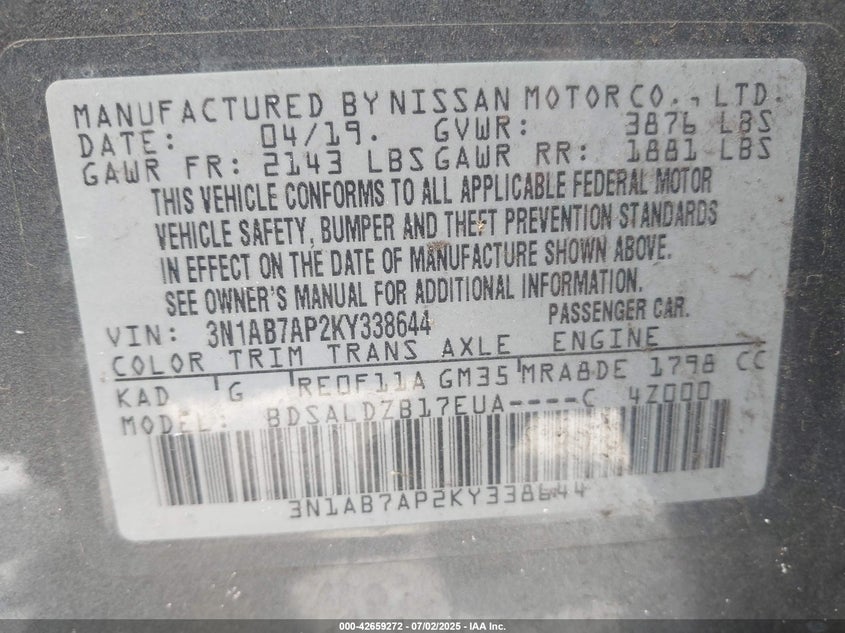 MANUFACTURED BY NISSAN MOTOR CO., LTD.
DATE: 04/19. GVWR: 3876 LBS
GAWR FR: 2143 LBS GAWR RR: 1881 LBS
THIS VEHICLE CONFORMS TO ALL APPLICABLE FEDERAL MOTOR
VEHICLE SAFETY, BUMPER AND THEFT PREVENTION STANDARDS
IN EFFECT ON THE DATE OF MANUFACTURE SHOWN ABOVE.
SEE OWNER'S MANUAL FOR ADDITIONAL INFORMATION.
VIN: 3N1AB7AP2KY338644 PASSENGER CAR.
COLOR TRIM TRANS AXLE ENGINE
KAD G RE0F11A GM35 MRA8DE 1798 CC
MODEL: BDSALDZB17EUA----C 4Z000
3N1AB7AP2KY338644
000-42659272 - 07/02/2025 - IAA Inc.